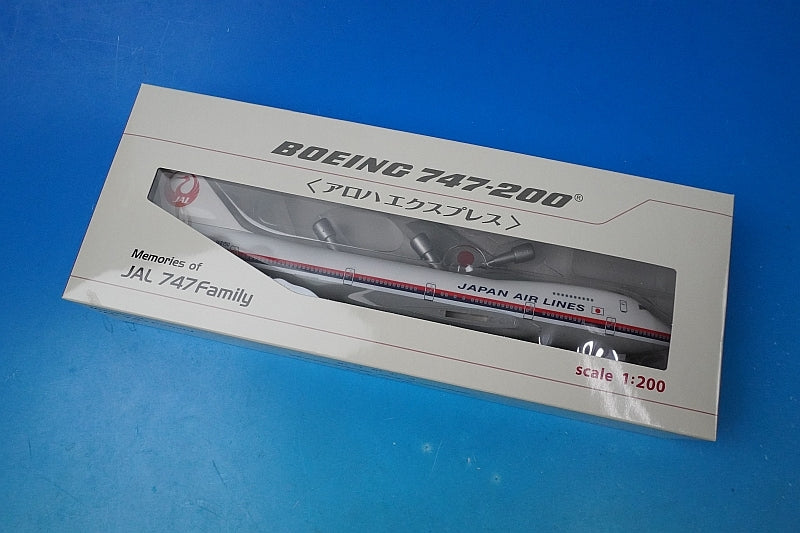 BOEING 747-200®
〈アロハ エクスプレス〉
JAL
Memories of
JAL 747Family
JAPAN AIR LINES
scale 1:200